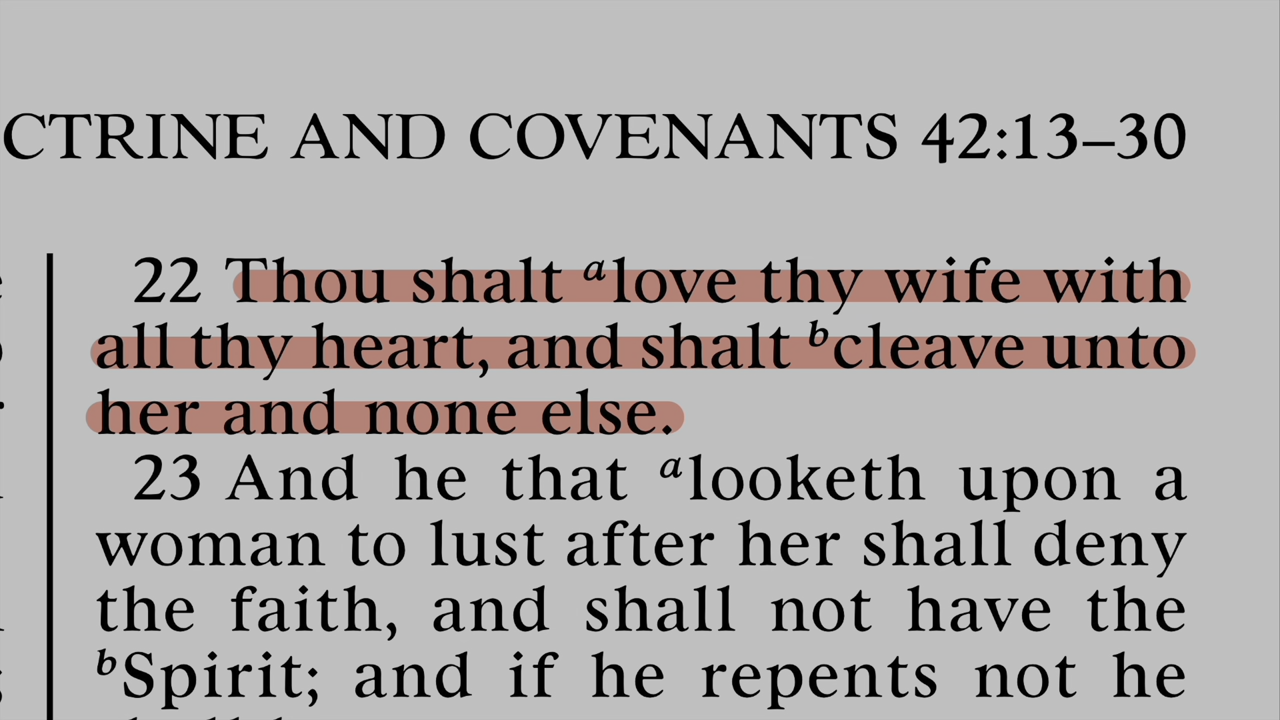 CTRINE AND COVENANTS 42:13–30
22 Thou shalt alove thy wife with
all thy heart, and shalt bcleave unto
her and none else.
23 And he that alooketh upon a
woman to lust after her shall deny
the faith, and shall not have the
bSpirit; and if he repents not he